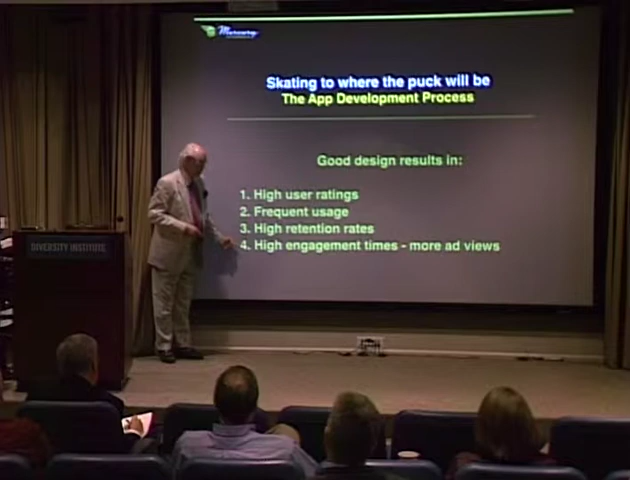 Mercury
Skating to where the puck will be
The App Development Process
Good design results in:
1. High user ratings
2. Frequent usage
3. High retention rates
4. High engagement times - more ad views
DIVERSITY INSTITUTE